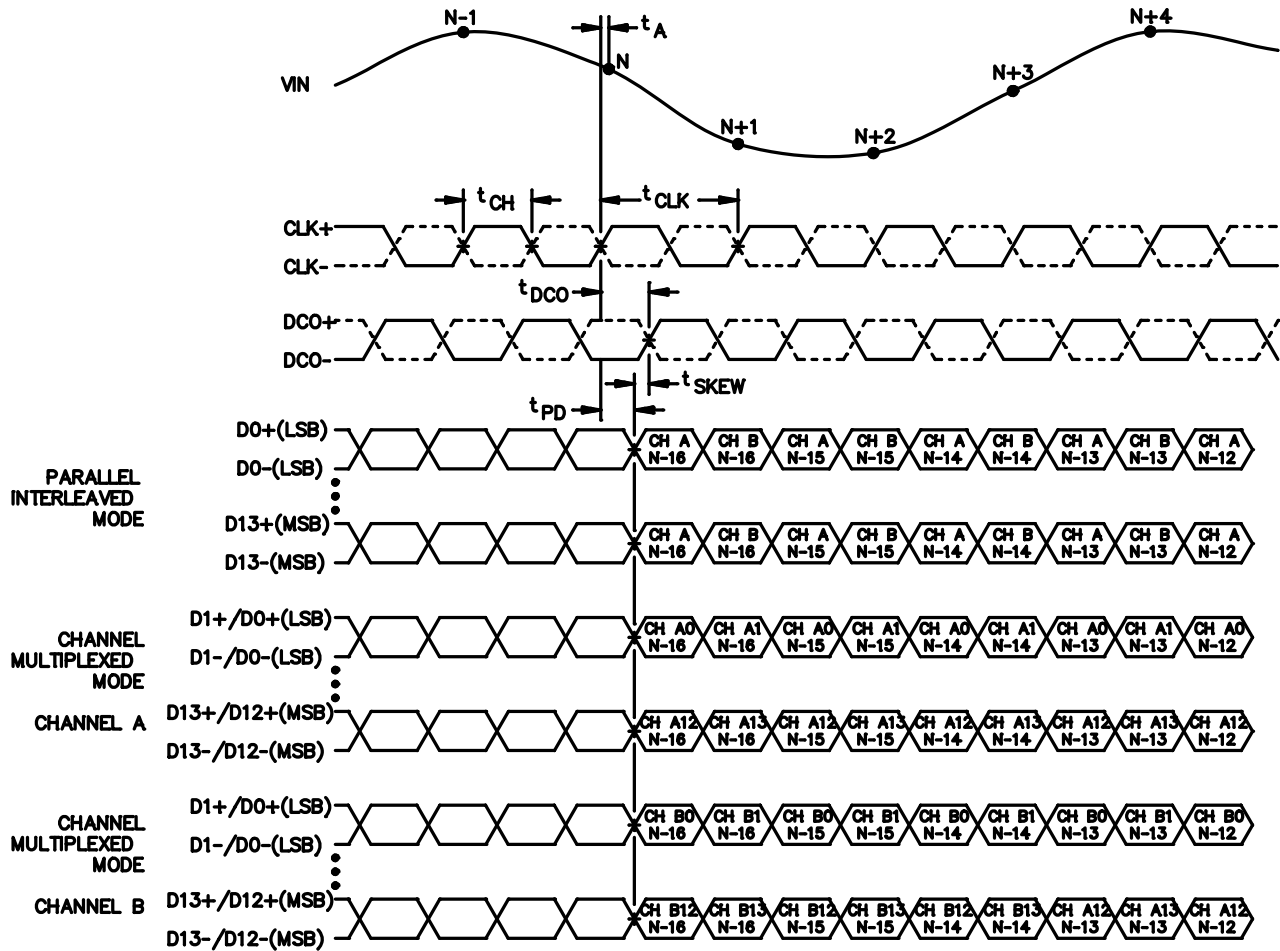 N-1
tA
N+4
N
N+3
VIN
N+1
N+2
tCH
tCLK
CLK+
CLK-
tDCO
DCO+
DCO-
tSKEW
tPD
D0+(LSB)
CH A CH B CH A CH B CH A CH B CH A CH B CH A
N-16 N-16 N-15 N-15 N-14 N-14 N-13 N-13 N-12
D0-(LSB)
PARALLEL
INTERLEAVED
MODE
D13+(MSB)
CH A CH B CH A CH B CH A CH B CH A CH B CH A
N-16 N-16 N-15 N-15 N-14 N-14 N-13 N-13 N-12
D13-(MSB)
D1+/D0+(LSB)
CH A0 CH A1 CH A0 CH A1 CH A0 CH A1 CH A0 CH A1 CH A0
N-16 N-16 N-15 N-15 N-14 N-14 N-13 N-13 N-12
D1-/D0-(LSB)
CHANNEL
MULTIPLEXED
MODE
CHANNEL A
D13+/D12+(MSB)
CH A12 CH A13 CH A12 CH A13 CH A12 CH A13 CH A12 CH A13 CH A12
N-16 N-16 N-15 N-15 N-14 N-14 N-13 N-13 N-12
D13-/D12-(MSB)
D1+/D0+(LSB)
CH B0 CH B1 CH B0 CH B1 CH B0 CH B1 CH B0 CH B1 CH B0
N-16 N-16 N-15 N-15 N-14 N-14 N-13 N-13 N-12
D1-/D0-(LSB)
CHANNEL
MULTIPLEXED
MODE
CHANNEL B
D13+/D12+(MSB)
CH B12 CH B13 CH B12 CH B13 CH B12 CH B13 CH A12 CH A13 CH A12
N-16 N-16 N-15 N-15 N-14 N-14 N-13 N-13 N-12
D13-/D12-(MSB)